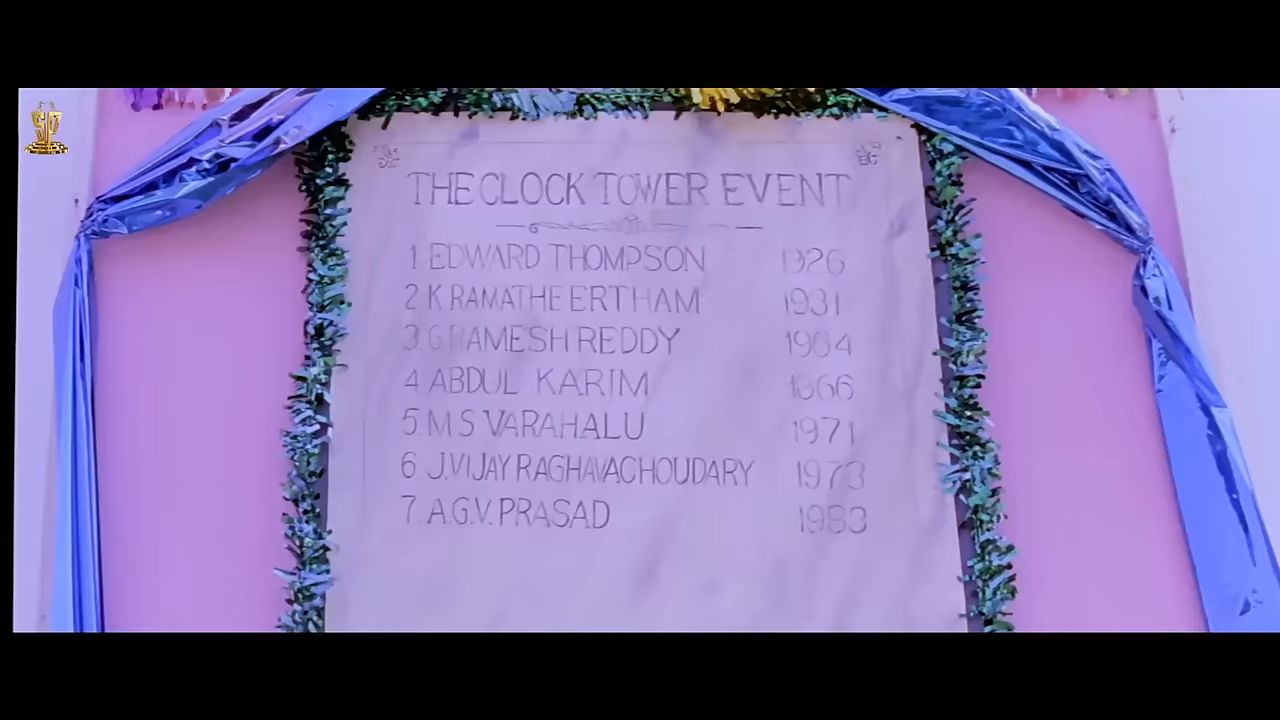 SP
THE CLOCK TOWER EVENT
1 EDWARD THOMPSON 1926
2 K RAMATHEERTHAM 1931
3 G RAMESH REDDY 1964
4 ABDUL KARIM 1966
5 M S VARAHALU 1971
6 J.VIJAY RAGHAVACHOUDARY 1973
7. A.G.V. PRASAD 1983